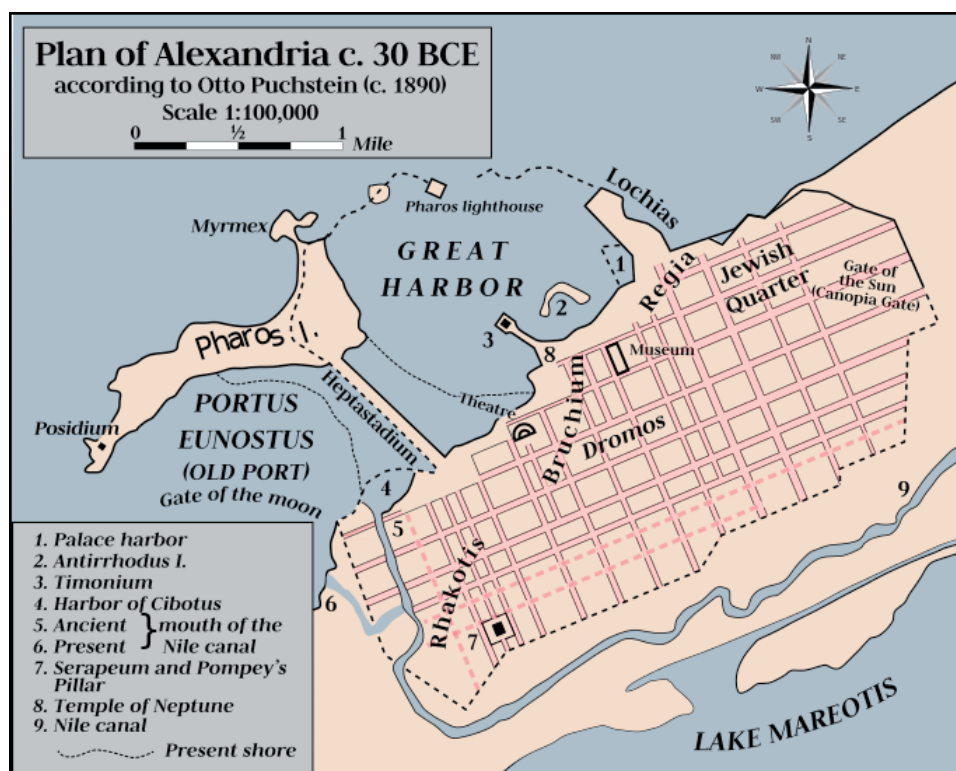 Plan of Alexandria c. 30 BCE
according to Otto Puchstein (c. 1890)
Scale 1:100,000
0 ½ 1
Mile
N
NW NE
W E
SW SE
S
Lochias
Pharos lighthouse
Myrmex
GREAT
HARBOR
1
2
3
8
Regia
Jewish
Quarter
Gate of
the Sun
(Canopia Gate)
Museum
Pharos I.
Heptastadium
Theatre
Bruchium
Dromos
PORTUS
EUNOSTUS
(OLD PORT)
Posidium
Gate of the moon
4
5
6
Rhakotis
7
9
LAKE MAREOTIS
1. Palace harbor
2. Antirrhodus I.
3. Timonium
4. Harbor of Cibotus
5. Ancient } mouth of the
6. Present Nile canal
7. Serapeum and Pompey's
Pillar
8. Temple of Neptune
9. Nile canal
Present shore